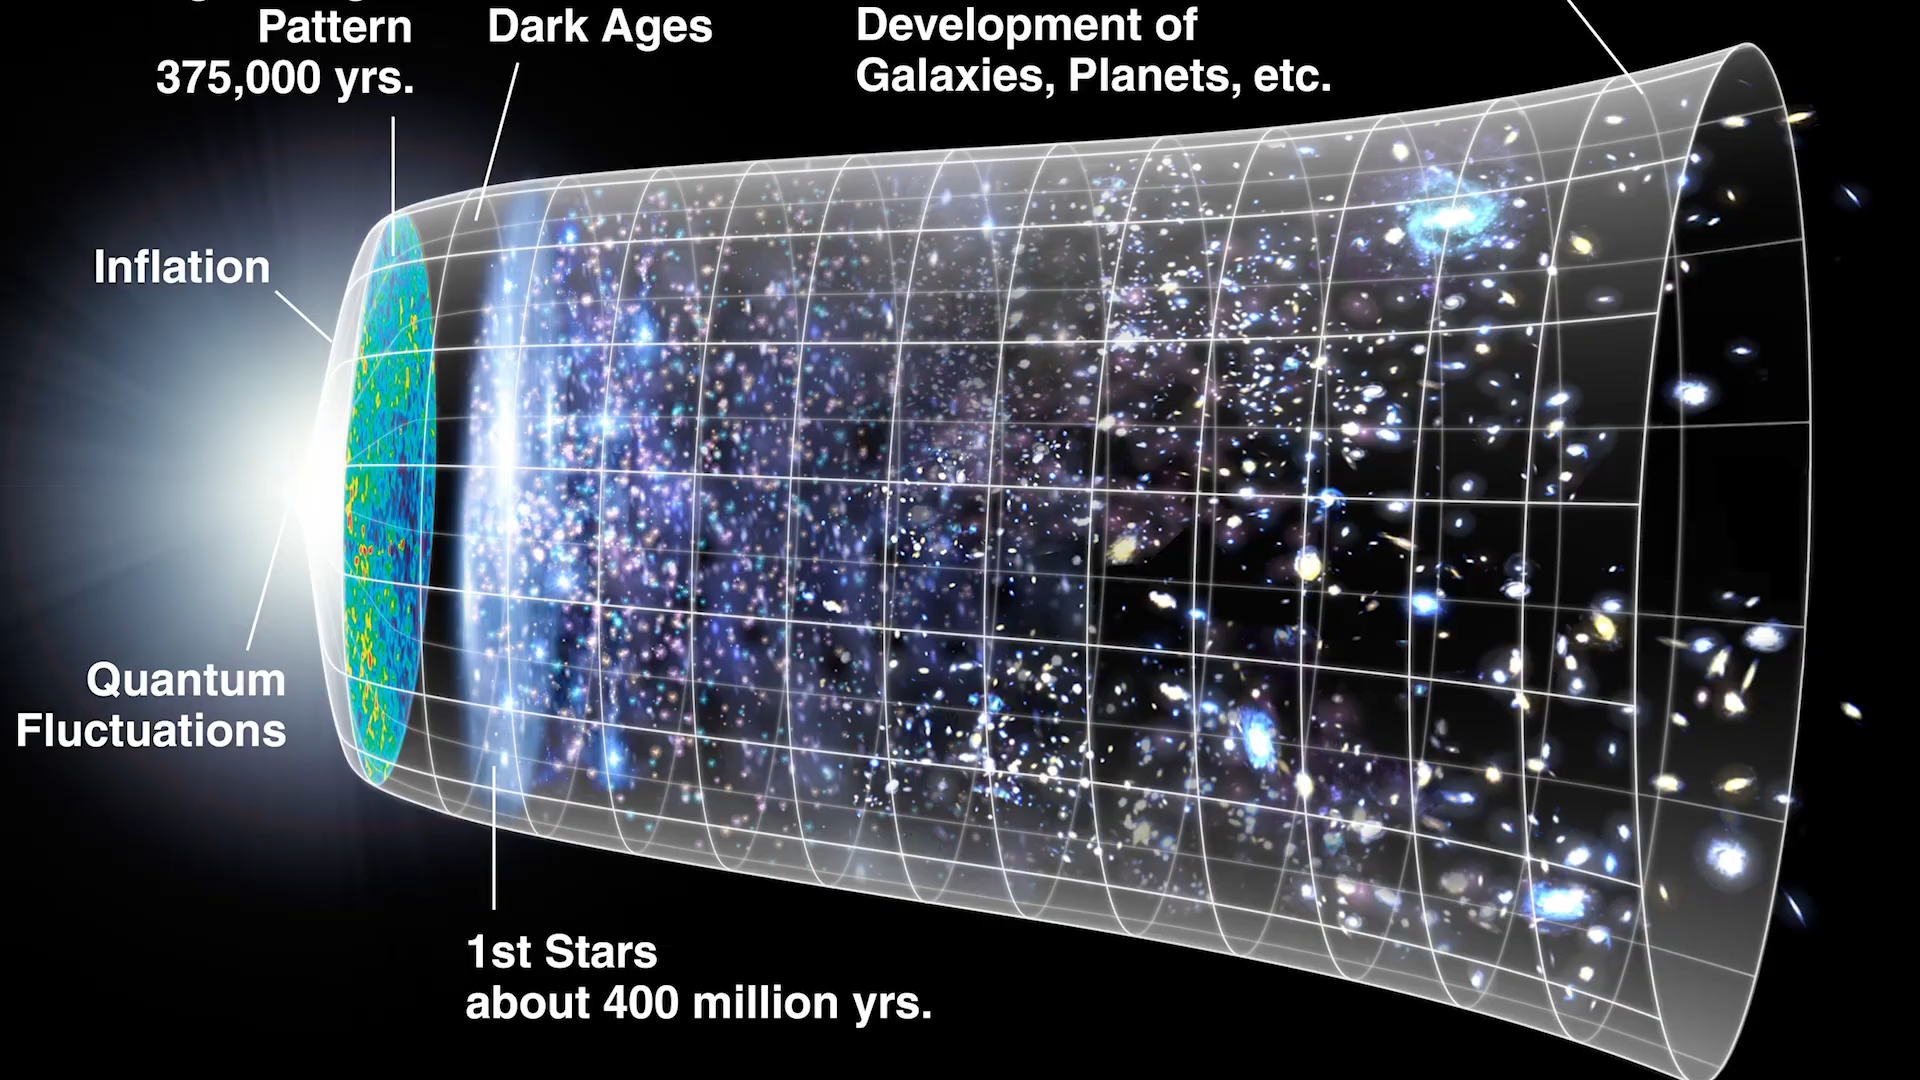 Pattern
375,000 yrs.
Dark Ages
Development of
Galaxies, Planets, etc.
Inflation
Quantum
Fluctuations
1st Stars
about 400 million yrs.